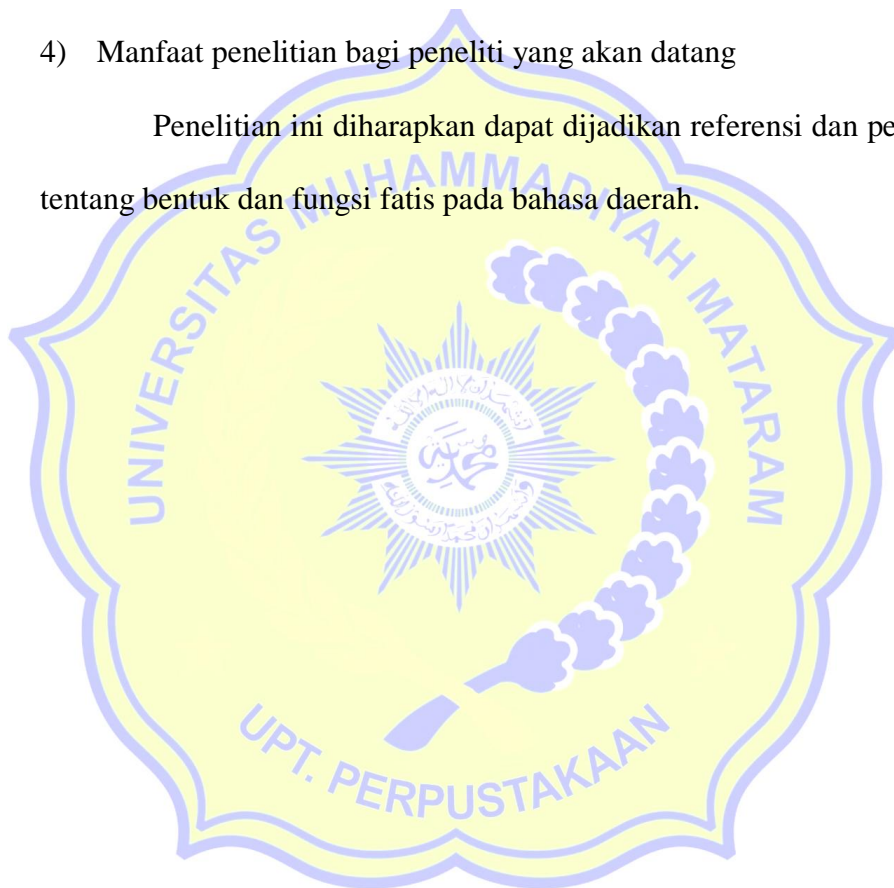 4) Manfaat penelitian bagi peneliti yang akan datang
Penelitian ini diharapkan dapat dijadikan referensi dan
tentang bentuk dan fungsi fatis pada bahasa daerah.
UNIVERSITAS MUHAMMADIYAH MATARAM
UPT. PERPUSTAKAAN